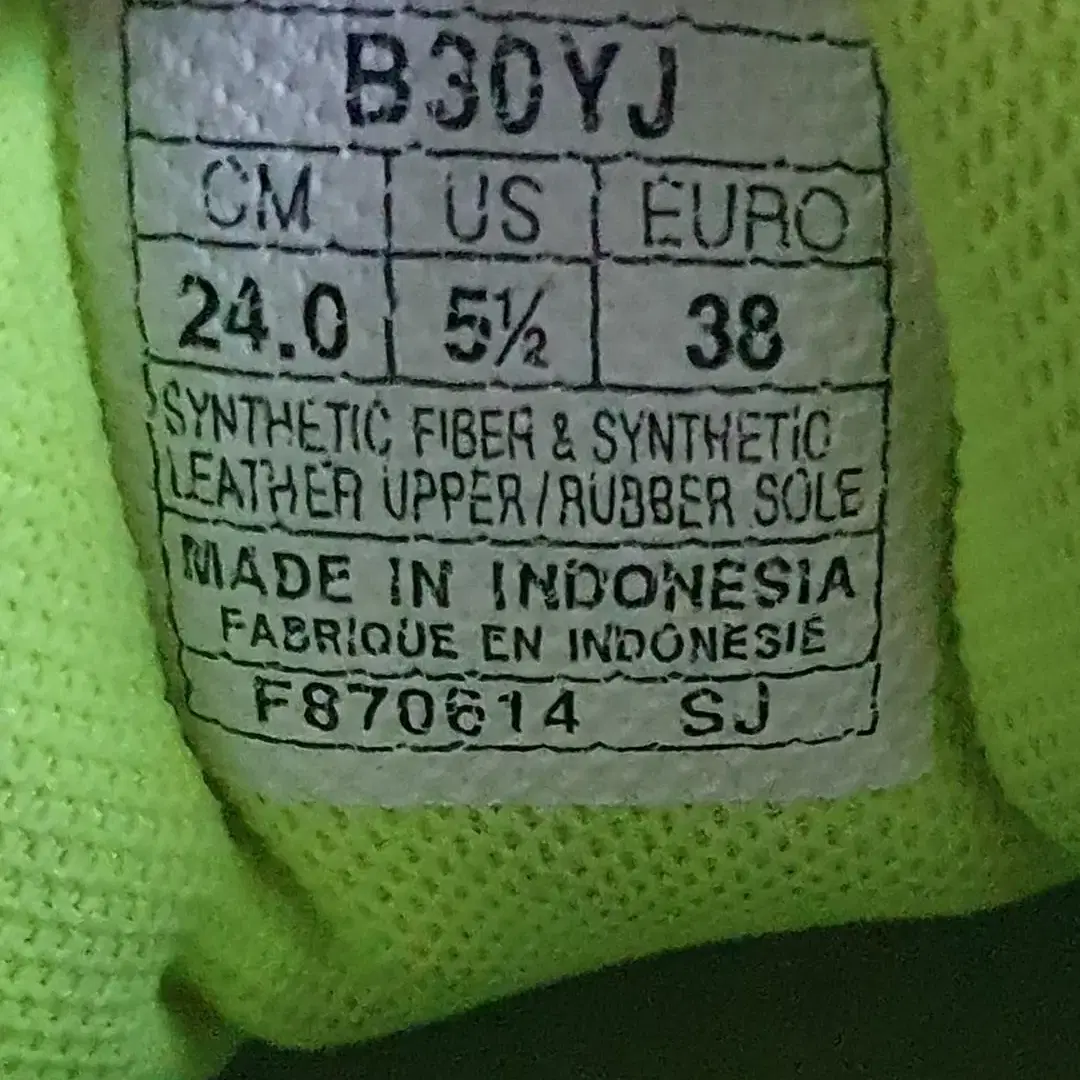 B30YJ
CM US EURO
24.0 5½ 38
SYNTHETIC FIBER & SYNTHETIC
LEATHER UPPER/RUBBER SOLE
MADE IN INDONESIA
FABRIQUE EN INDONESIE
F870614 SJ